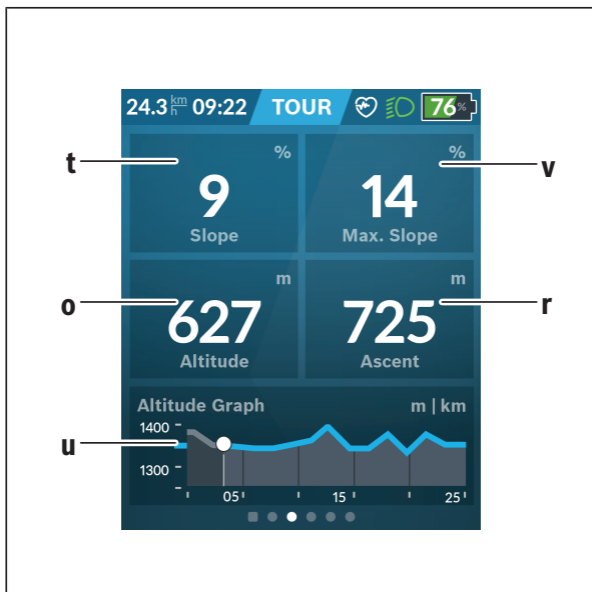 24.3 km/h 09:22 TOUR 76%
t % % v
9 14
Slope Max. Slope
o m m r
627 725
Altitude Ascent
Altitude Graph m | km
1400
u
1300
05 15 25